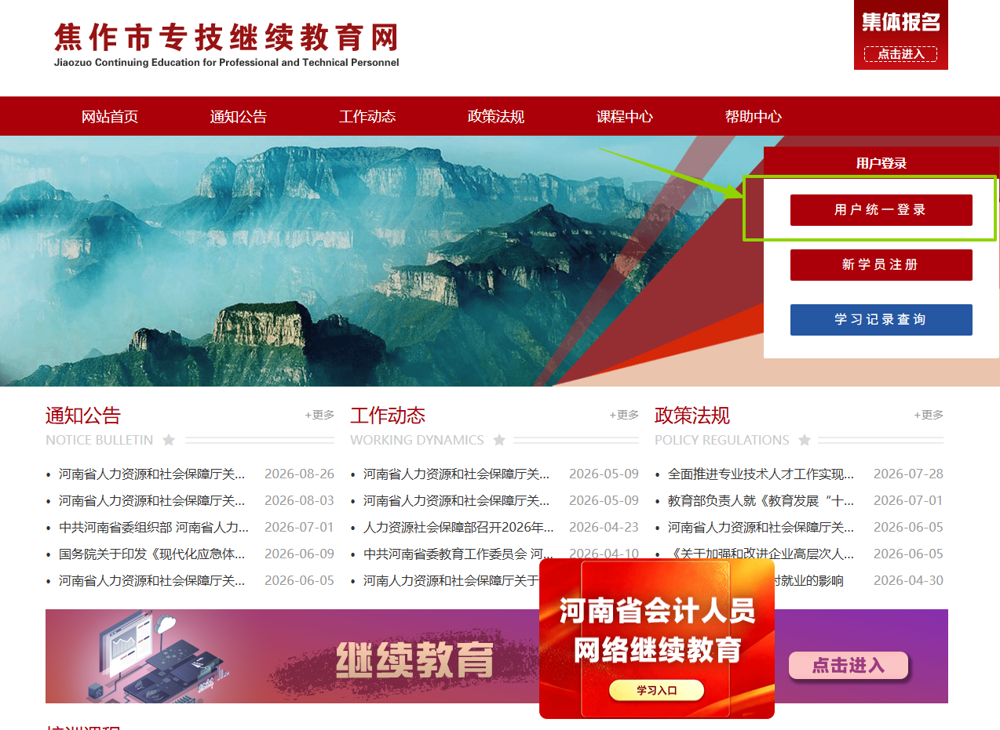 焦作市专技继续教育网
Jiaozuo Continuing Education for Professional and Technical Personnel
集体报名
点击进入
网站首页 通知公告 工作动态 政策法规 课程中心 帮助中心
用户登录
用户统一登录
新学员注册
学习记录查询
通知公告 +更多
NOTICE BULLETIN
• 河南省人力资源和社会保障厅关... 2026-08-26
• 河南省人力资源和社会保障厅关... 2026-08-03
• 中共河南省委组织部 河南省人力... 2026-07-01
• 国务院关于印发《现代化应急体... 2026-06-09
• 河南省人力资源和社会保障厅关... 2026-06-05
工作动态 +更多
WORKING DYNAMICS
• 河南省人力资源和社会保障厅关... 2026-05-09
• 河南省人力资源和社会保障厅关... 2026-05-09
• 人力资源社会保障部召开2026年... 2026-04-23
• 中共河南省委教育工作委员会 河... 2026-04-10
• 河南人力资源和社会保障厅关于
政策法规 +更多
POLICY REGULATIONS
• 全面推进专业技术人才工作实现... 2026-07-28
• 教育部负责人就《教育发展“十... 2026-07-01
• 河南省人力资源和社会保障厅关... 2026-06-05
• 《关于加强和改进企业高层次人... 2026-06-05
对就业的影响 2026-04-30
继续教育
河南省会计人员
网络继续教育
学习入口
点击进入
培训课程